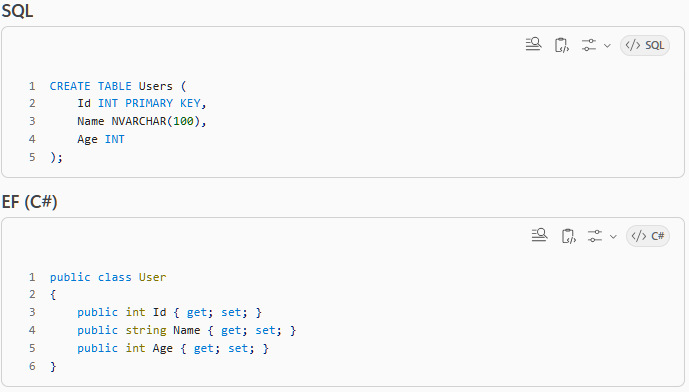 SQL
</> SQL
1 CREATE TABLE Users (
2     Id INT PRIMARY KEY,
3     Name NVARCHAR(100),
4     Age INT
5 );
EF (C#)
</> C#
1 public class User
2 {
3     public int Id { get; set; }
4     public string Name { get; set; }
5     public int Age { get; set; }
6 }